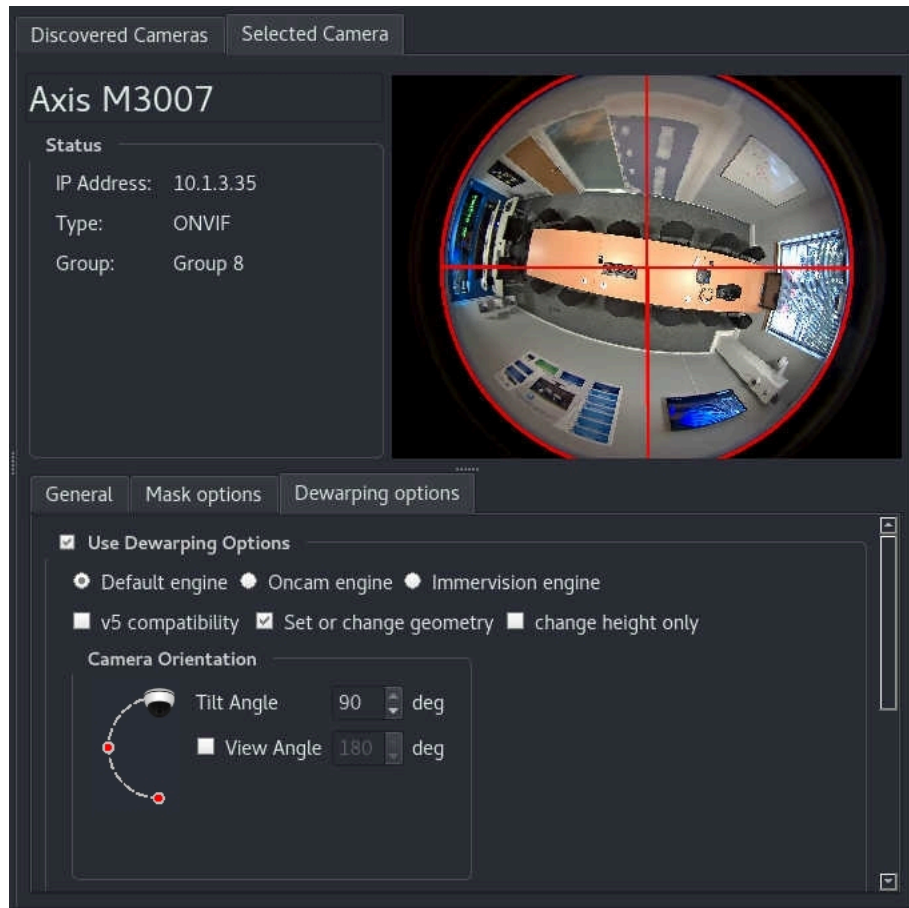 Discovered Cameras Selected Camera
Axis M3007
Status
IP Address: 10.1.3.35
Type: ONVIF
Group: Group 8
General Mask options Dewarping options
Use Dewarping Options
Default engine Oncam engine Immervision engine
v5 compatibility Set or change geometry change height only
Camera Orientation
Tilt Angle 90 deg
View Angle 180 deg